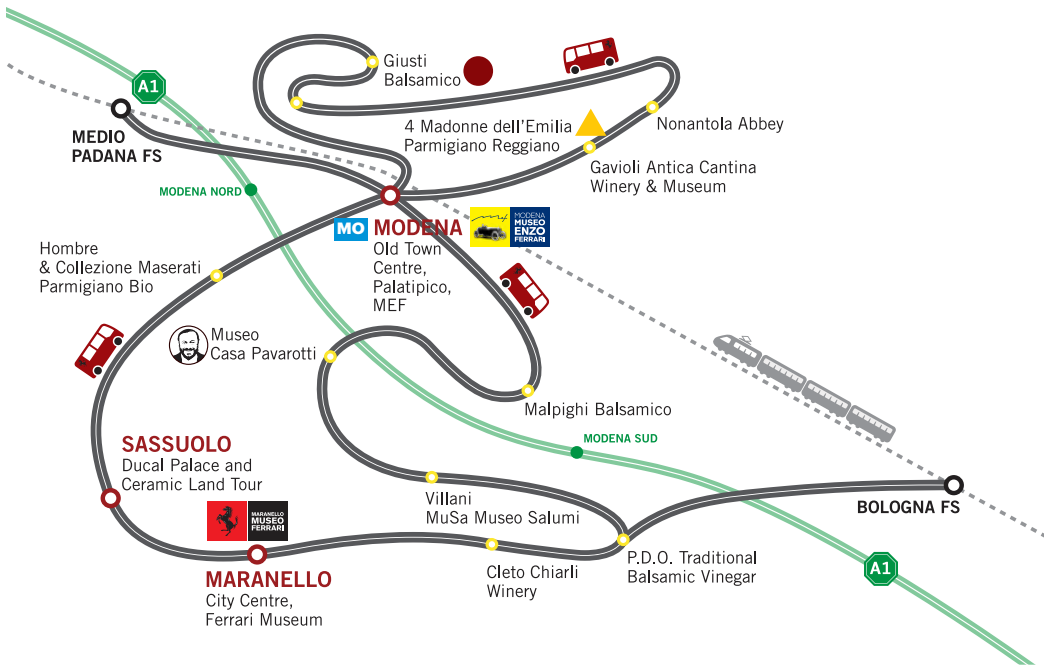 Giusti
Balsamico
A1
4 Madonne dell'Emilia
Parmigiano Reggiano
Nonantola Abbey
MEDIO
PADANA FS
Gavioli Antica Cantina
Winery & Museum
MODENA NORD
MO MODENA
MODENA
MUSEO
ENZO
FERRARI
Old Town
Centre,
Palatipico,
MEF
Hombre
& Collezione Maserati
Parmigiano Bio
Museo
Casa Pavarotti
Malpighi Balsamico
MODENA SUD
SASSUOLO
Ducal Palace and
Ceramic Land Tour
Villani
MuSa Museo Salumi
BOLOGNA FS
MARANELLO
MUSEO
FERRARI
P.D.O. Traditional
Balsamic Vinegar
A1
Cleto Chiarli
Winery
MARANELLO
City Centre,
Ferrari Museum